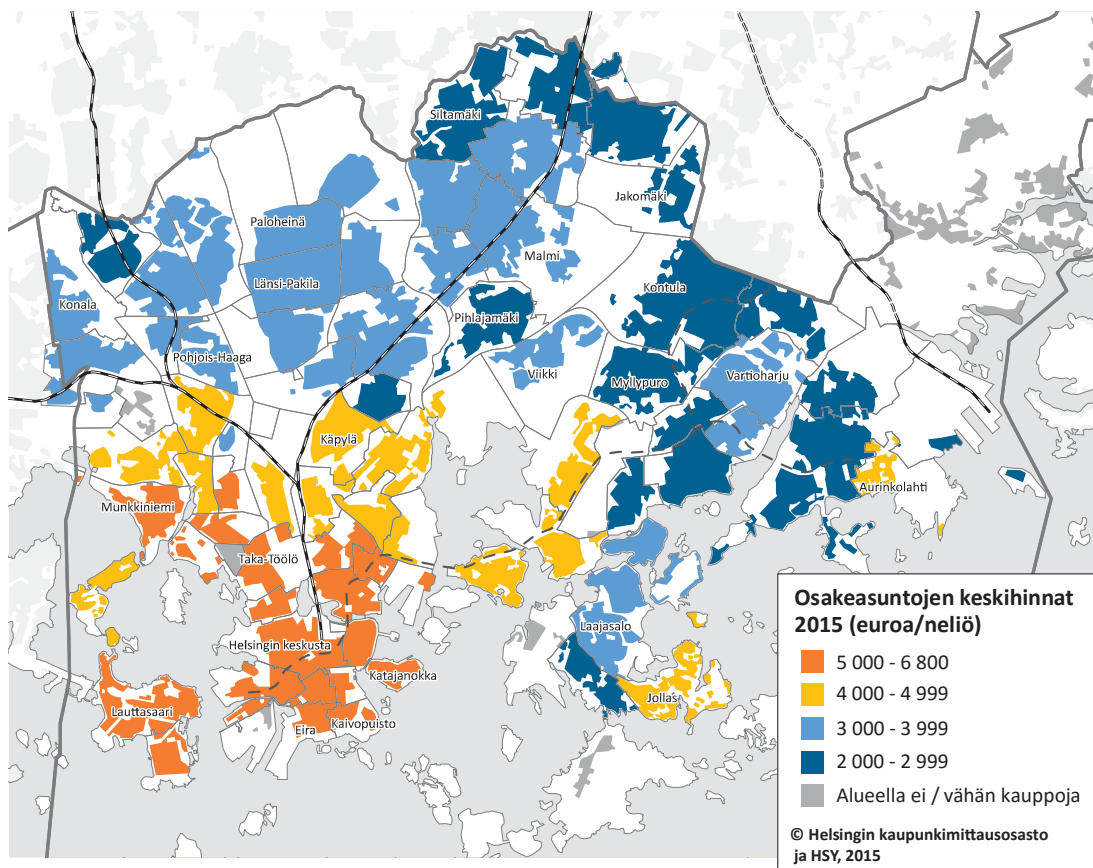 Siltamäki
Jakomäki
Paloheinä
Malmi
Länsi-Pakila
Kontula
Konala
Pihlajamäki
Pohjois-Haaga
Viikki
Myllypuro
Vartioharju
Käpylä
Aurinkolahti
Munkkiniemi
Taka-Töölö
Laajasalo
Helsingin keskusta
Katajanokka
Jollas
Lauttasaari
Eira
Kaivopuisto
Osakeasuntojen keskihinnat
2015 (euroa/neliö)
5 000 - 6 800
4 000 - 4 999
3 000 - 3 999
2 000 - 2 999
Alueella ei / vähän kauppoja
© Helsingin kaupunkimittausosasto
ja HSY, 2015